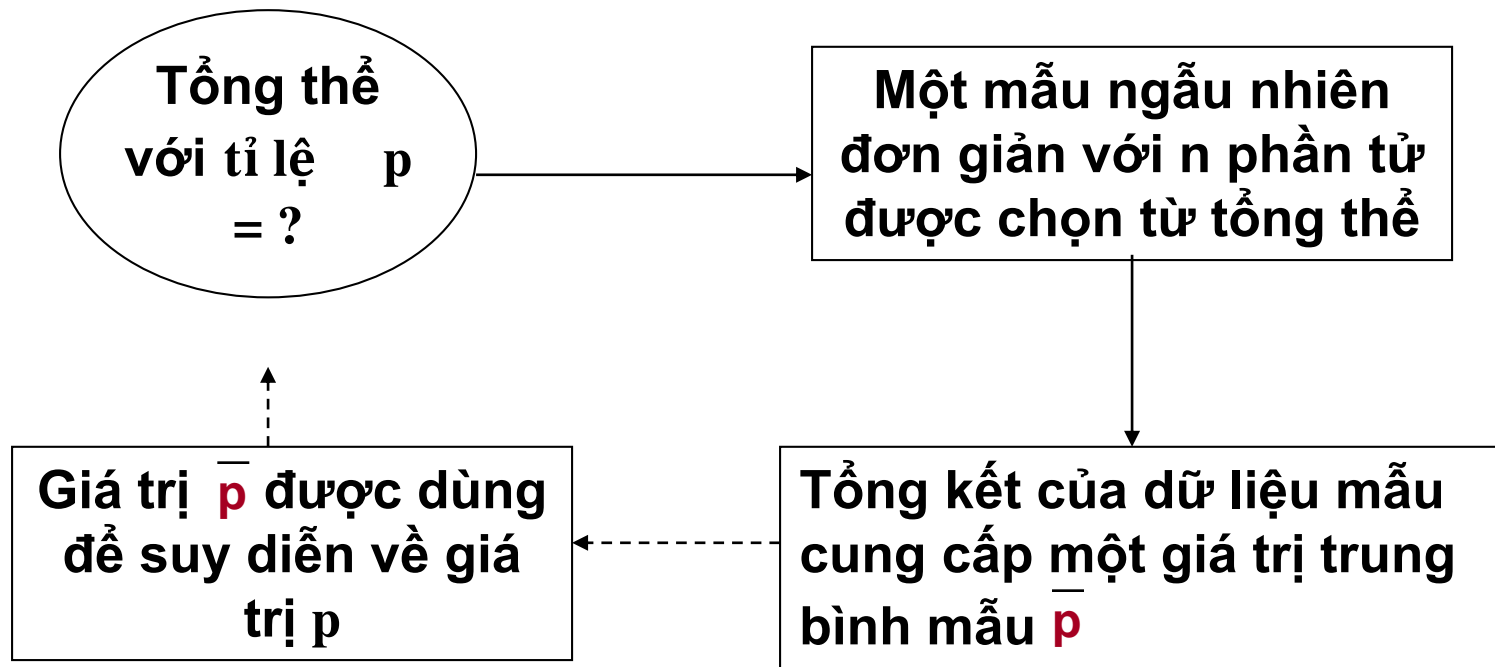 Tổng thể
với tỉ lệ p
= ?
Một mẫu ngẫu nhiên
đơn giản với n phần tử
được chọn từ tổng thể
Tổng kết của dữ liệu mẫu
cung cấp một giá trị trung
bình mẫu p̅
Giá trị p̅ được dùng
để suy diễn về giá
trị p